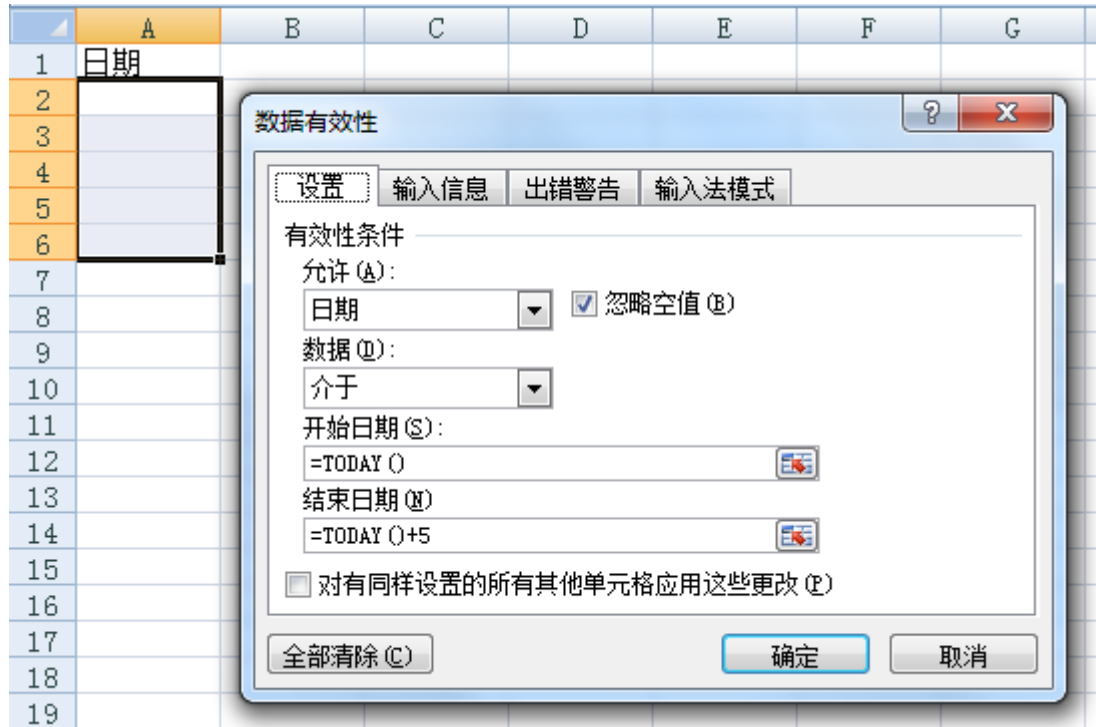 A B C D E F G
1 日期
2
3
4
5
6
7
8
9
10
11
12
13
14
15
16
17
18
19
数据有效性
设置 输入信息 出错警告 输入法模式
有效性条件
允许(A):
日期 忽略空值(B)
数据(D):
介于
开始日期(S):
=TODAY()
结束日期(N)
=TODAY()+5
对有同样设置的所有其他单元格应用这些更改(P)
全部清除(C) 确定 取消